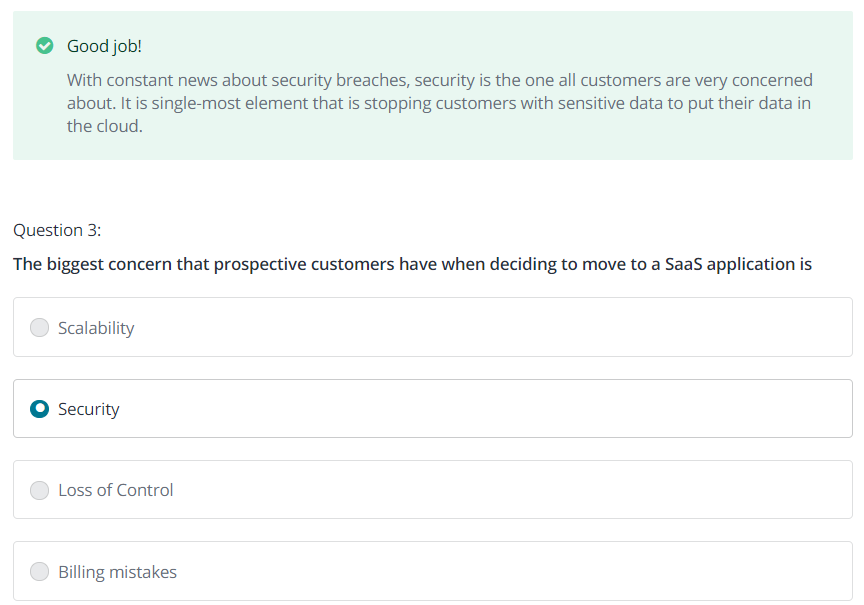 Good job!
With constant news about security breaches, security is the one all customers are very concerned
about. It is single-most element that is stopping customers with sensitive data to put their data in
the cloud.
Question 3:
The biggest concern that prospective customers have when deciding to move to a SaaS application is
Scalability
Security
Loss of Control
Billing mistakes